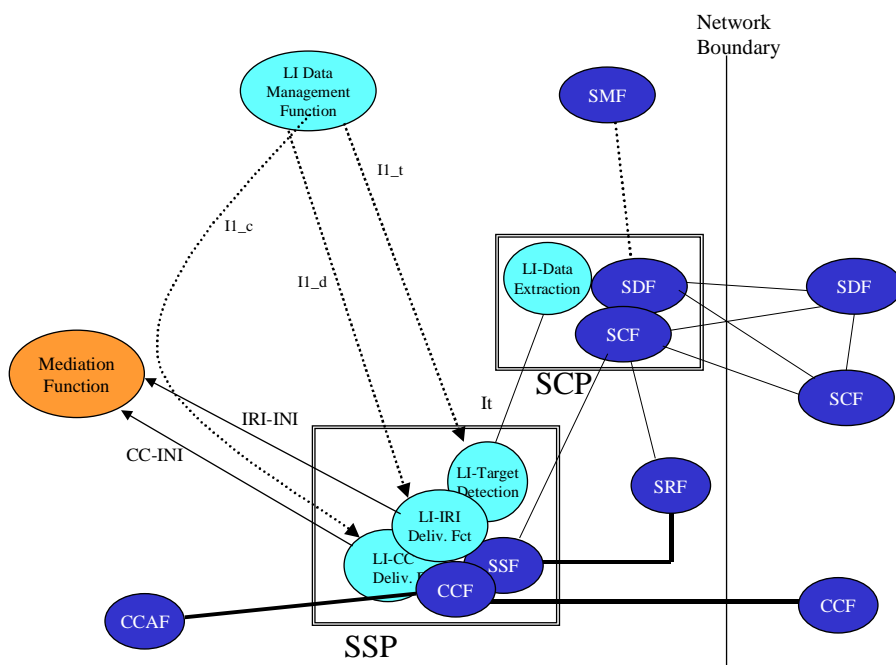 Network
Boundary
LI Data
Management
Function
SMF
I1_t
I1_c
I1_d
LI-Data
Extraction
SDF
SDF
SCF
SCP
Mediation
Function
SCF
It
IRI-INI
CC-INI
LI-Target
Detection
SRF
LI-IRI
Deliv. Fct
LI-CC
Deliv.
SSF
CCF
CCF
CCAF
SSP